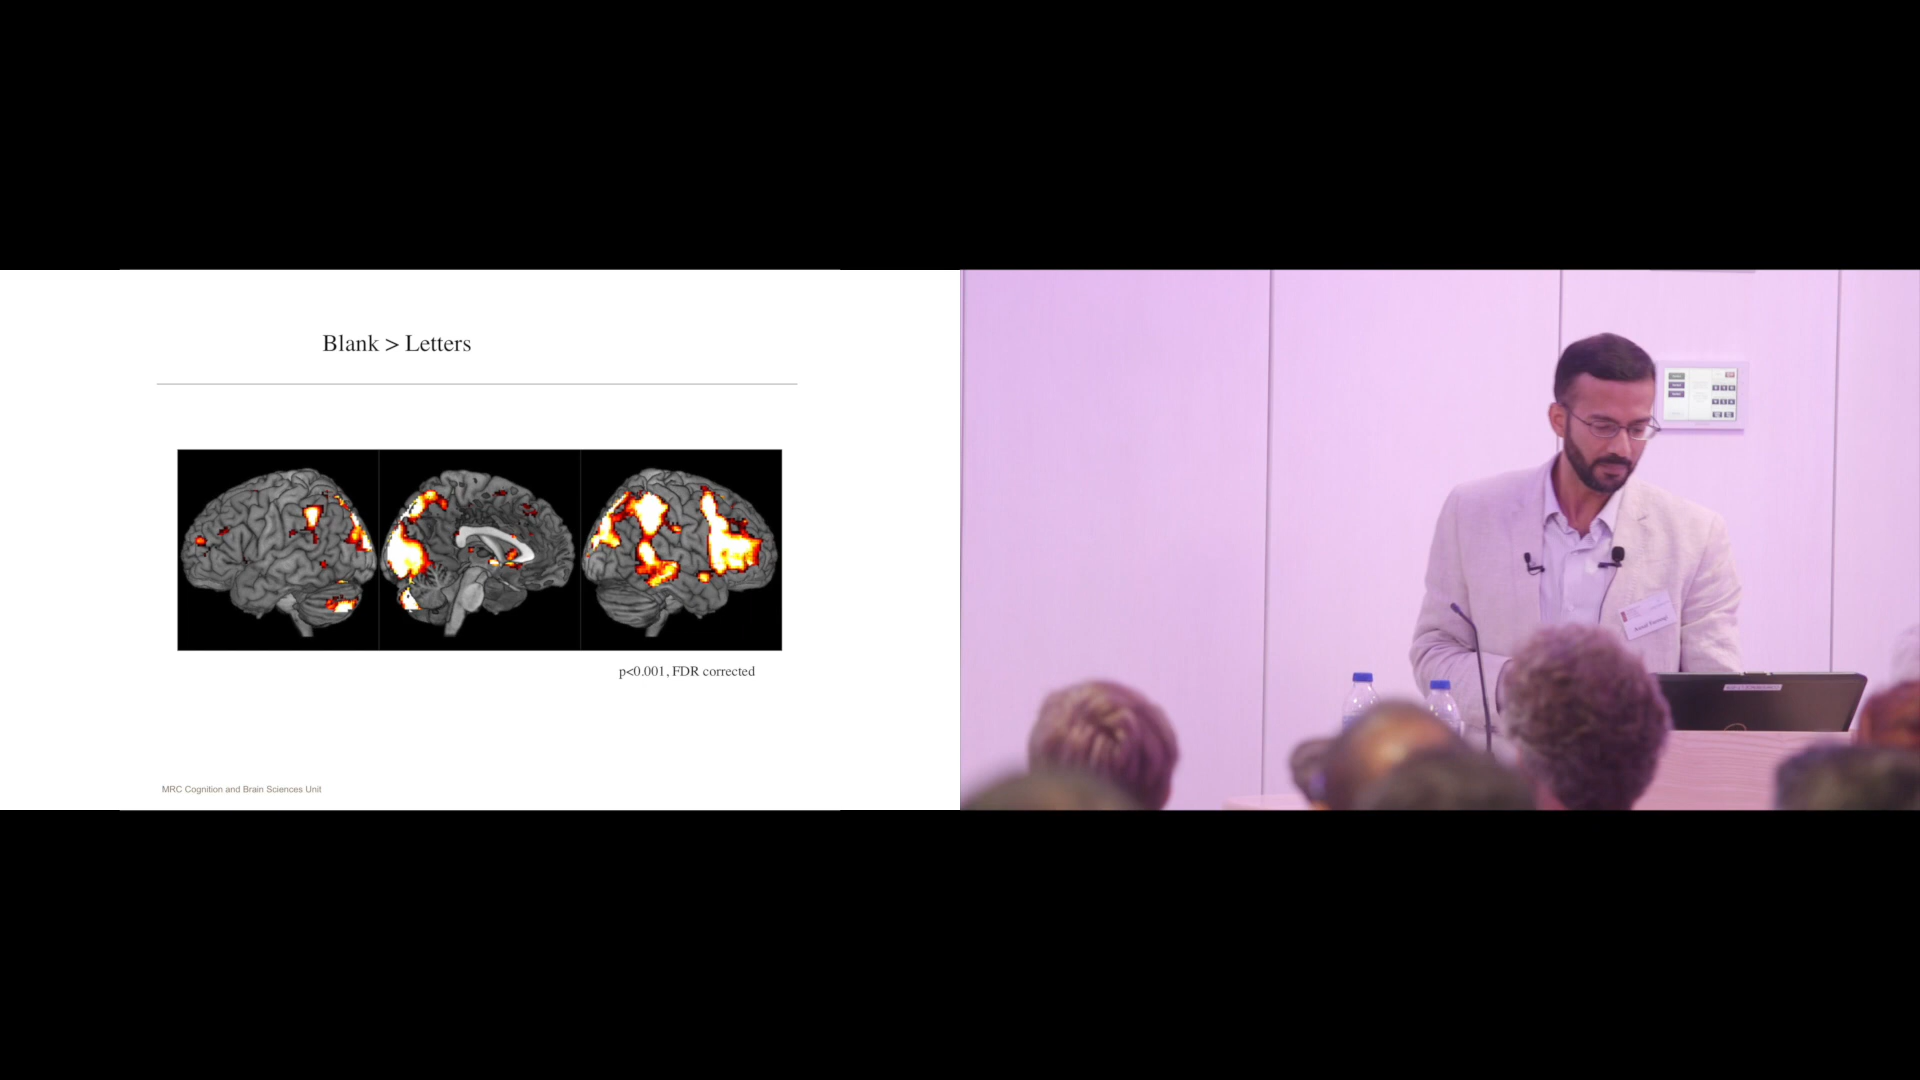 Blank > Letters
p<0.001, FDR corrected
MRC Cognition and Brain Sciences Unit